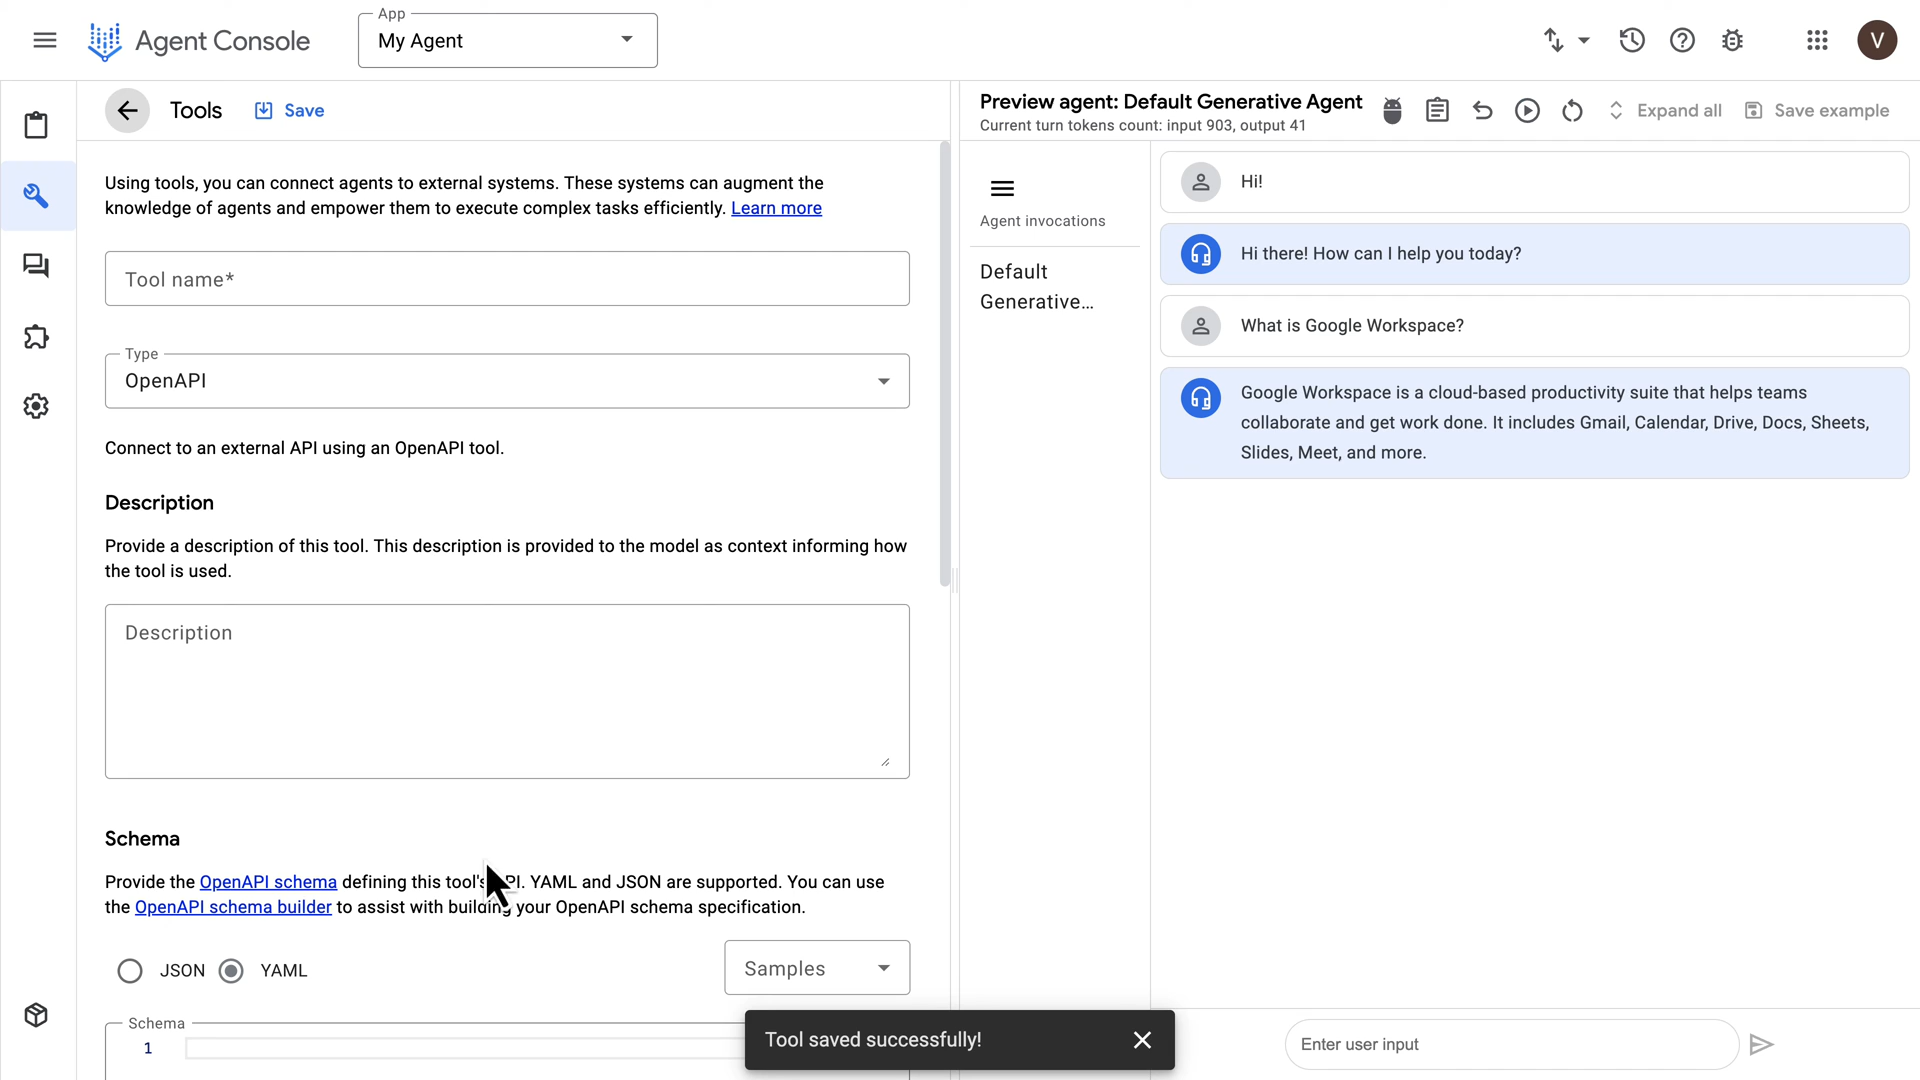 Agent Console
App
My Agent
V
Tools
Save
Using tools, you can connect agents to external systems. These systems can augment the
knowledge of agents and empower them to execute complex tasks efficiently. Learn more
Tool name*
Type
OpenAPI
Connect to an external API using an OpenAPI tool.
Description
Provide a description of this tool. This description is provided to the model as context informing how
the tool is used.
Description
Schema
Provide the OpenAPI schema defining this tool's API. YAML and JSON are supported. You can use
the OpenAPI schema builder to assist with building your OpenAPI schema specification.
JSON
YAML
Samples
Schema
1
Tool saved successfully!
Preview agent: Default Generative Agent
Current turn tokens count: input 903, output 41
Expand all
Save example
Agent invocations
Default
Generative...
Hi!
Hi there! How can I help you today?
What is Google Workspace?
Google Workspace is a cloud-based productivity suite that helps teams
collaborate and get work done. It includes Gmail, Calendar, Drive, Docs, Sheets,
Slides, Meet, and more.
Enter user input